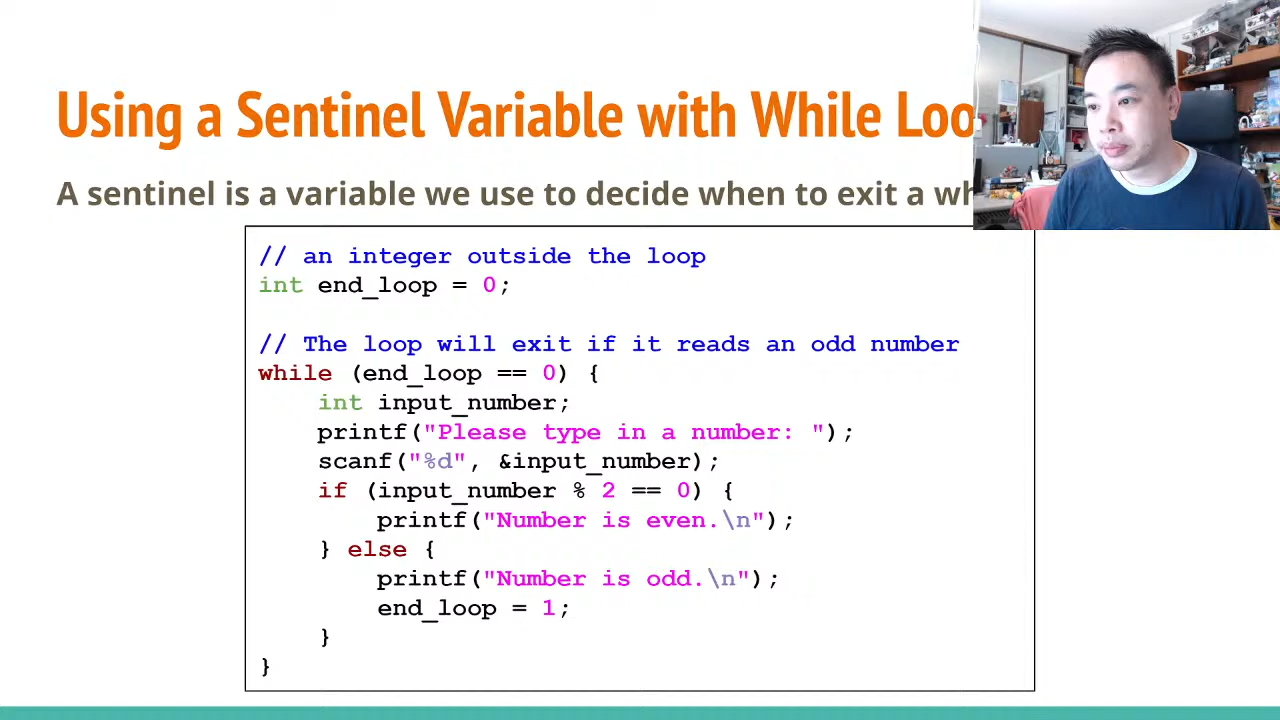 Using a Sentinel Variable with While
A sentinel is a variable we use to decide when to exit a
// an integer outside the loop
int end_loop = 0;
// The loop will exit if it reads an odd number
while (end_loop == 0) {
int input_number;
printf("Please type in a number: ");
scanf("%d", &input_number);
if (input_number % 2 == 0) {
printf("Number is even.\n");
} else {
printf("Number is odd.\n");
end_loop = 1;
}
}